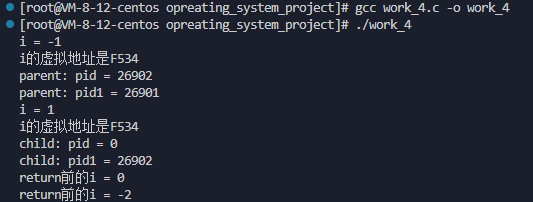 [root@VM-8-12-centos opreating_system_project]# gcc work_4.c -o work_4
[root@VM-8-12-centos opreating_system_project]# ./work_4
i = -1
i的虚拟地址是F534
parent: pid = 26902
parent: pid1 = 26901
i = 1
i的虚拟地址是F534
child: pid = 0
child: pid1 = 26902
return前的i = 0
return前的i = -2